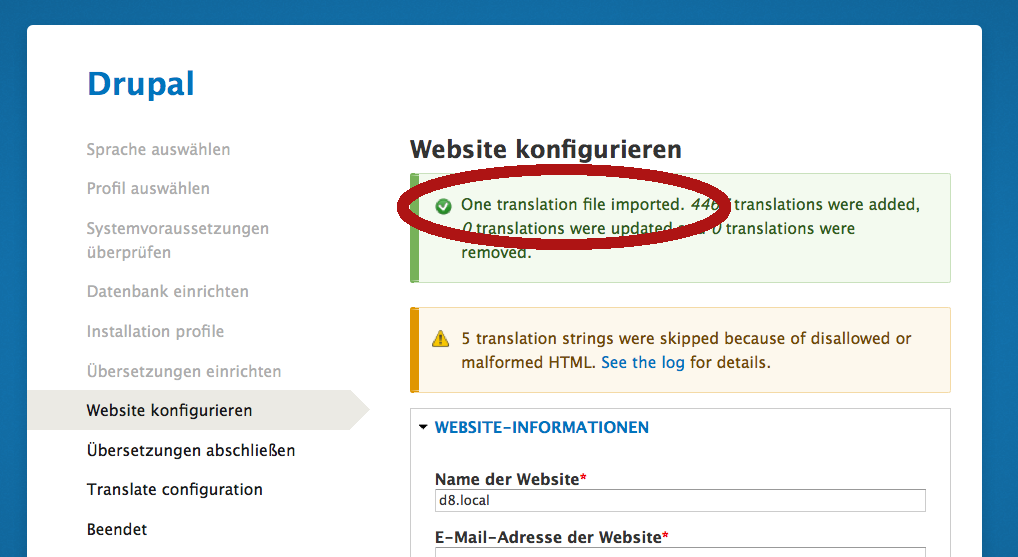 Drupal
Sprache auswählen
Profil auswählen
Systemvoraussetzungen
überprüfen
Datenbank einrichten
Installation profile
Übersetzungen einrichten
Website konfigurieren
Übersetzungen abschließen
Translate configuration
Beendet
Website konfigurieren
One translation file imported. translations were added,
0 translations were updated and 0 translations were
removed.
5 translation strings were skipped because of disallowed or
malformed HTML. See the log for details.
WEBSITE-INFORMATIONEN
Name der Website*
d8.local
E-Mail-Adresse der Website*